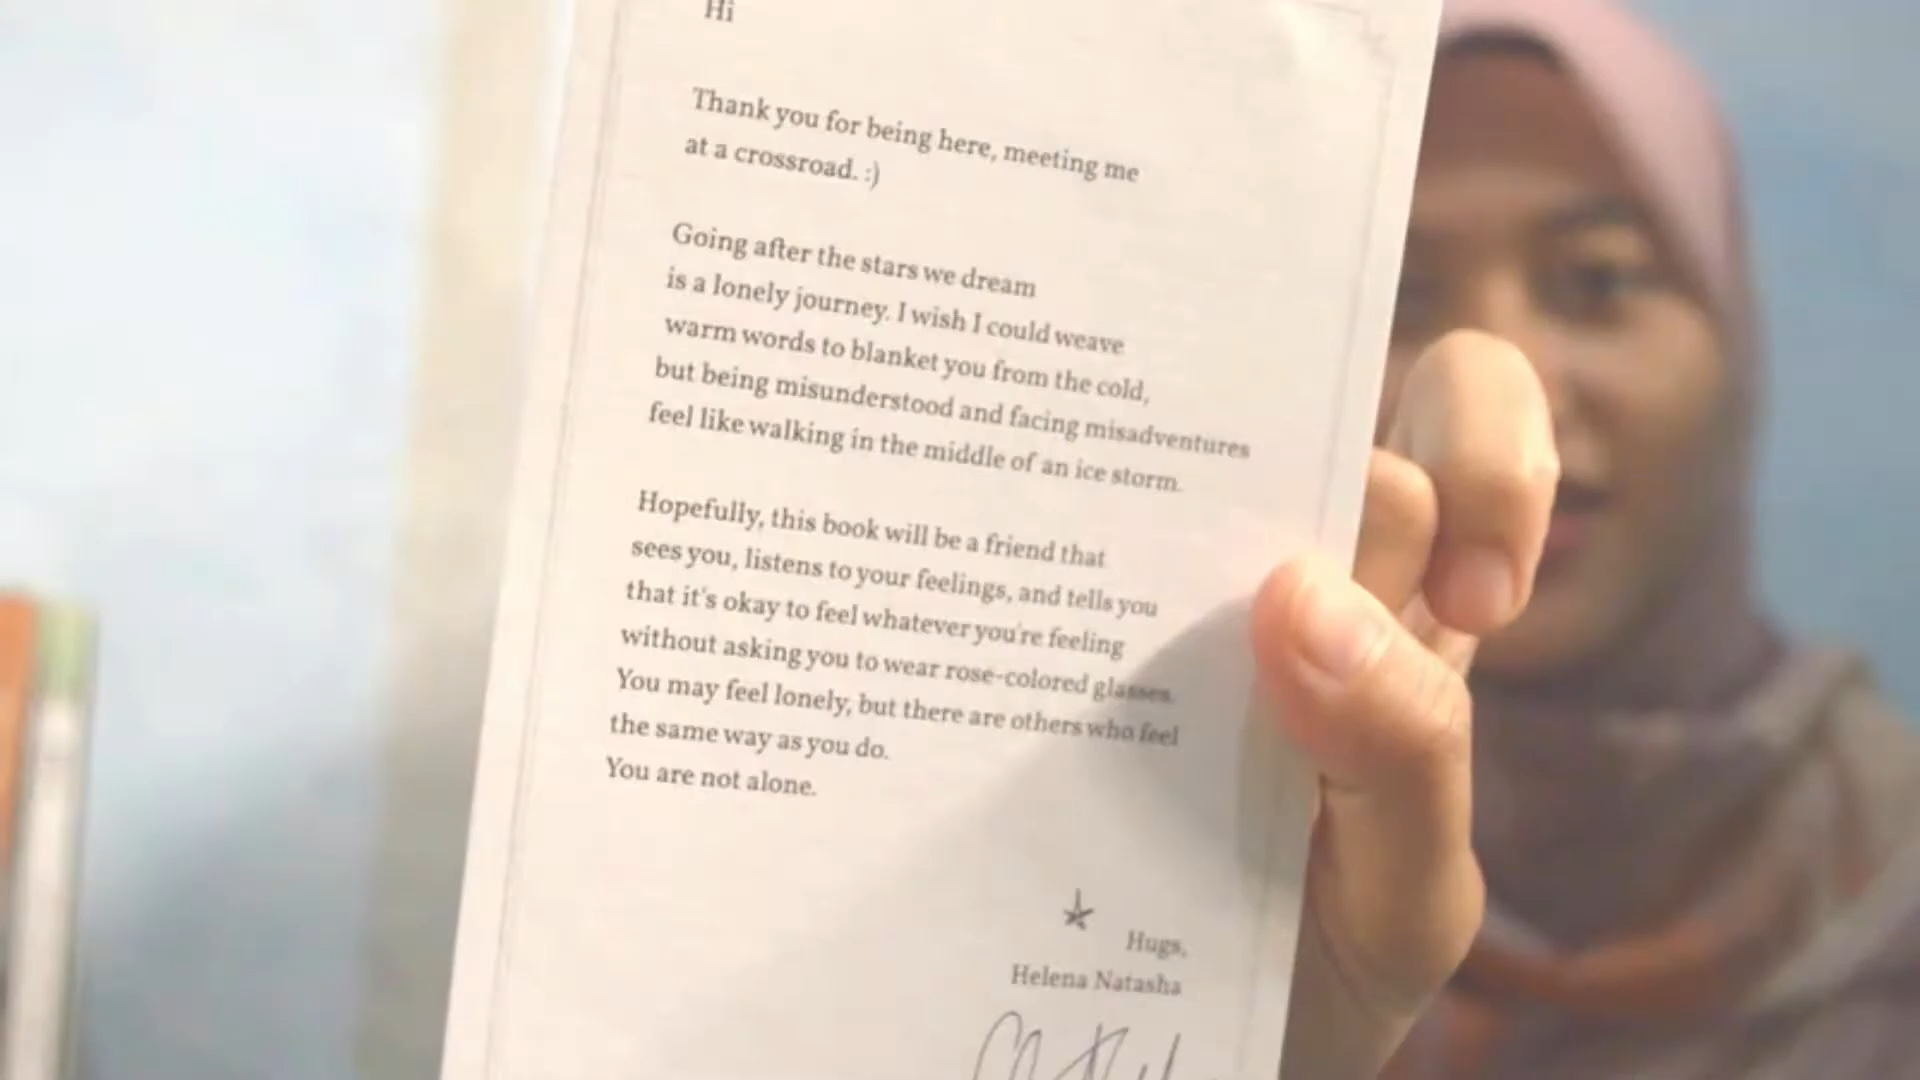 Hi
Thank you for being here, meeting me
at a crossroad. :)
Going after the stars we dream
is a lonely journey. I wish I could weave
warm words to blanket you from the cold,
but being misunderstood and facing misadventures
feel like walking in the middle of an ice storm.
Hopefully, this book will be a friend that
sees you, listens to your feelings, and tells you
that it's okay to feel whatever you're feeling
without asking you to wear rose-colored glasses.
You may feel lonely, but there are others who feel
the same way as you do.
You are not alone.
Hugs,
Helena Natasha